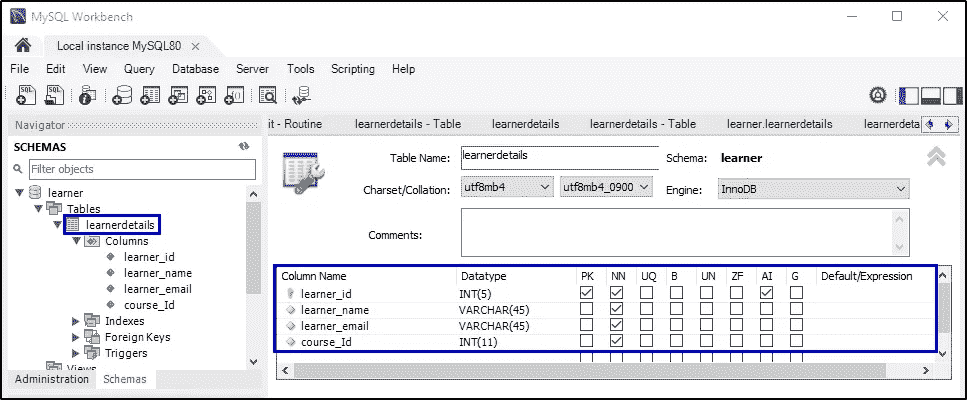 MySQL Workbench
Local instance MySQL80
File Edit View Query Database Server Tools Scripting Help
Navigator
it - Routine learnerdetails - Table learnerdetails learnerdetails - Table learner.learnerdetails learnerdeta
SCHEMAS
Filter objects
learner
Tables
learnerdetails
Columns
learner_id
learner_name
learner_email
course_Id
Indexes
Foreign Keys
Triggers
Views
Administration Schemas
Table Name: learnerdetails Schema: learner
Charset/Collation: utf8mb4 utf8mb4_0900 Engine: InnoDB
Comments:
Column Name Datatype PK NN UQ B UN ZF AI G Default/Expression
learner_id INT(5)
learner_name VARCHAR(45)
learner_email VARCHAR(45)
course_Id INT(11)